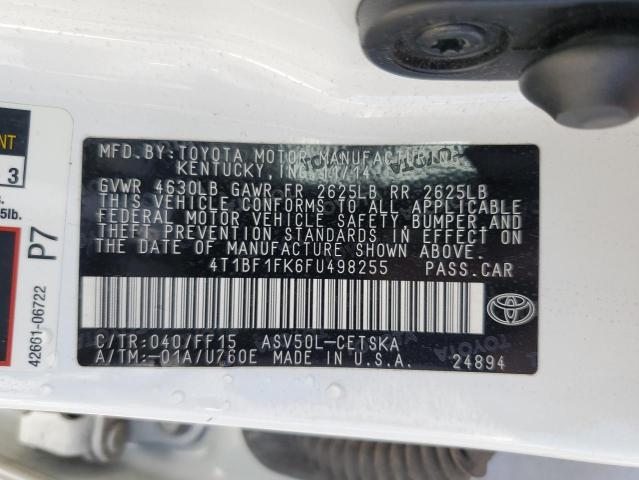 MFD.BY:TOYOTA MOTOR MANUFACTURING
KENTUCKY,INC. 11/14
GVWR 4630LB GAWR FR 2625LB RR 2625LB
THIS VEHICLE CONFORMS TO ALL APPLICABLE
FEDERAL MOTOR VEHICLE SAFETY, BUMPER, AND
THEFT PREVENTION STANDARDS IN EFFECT ON
THE DATE OF MANUFACTURE SHOWN ABOVE.
4T1BF1FK6FU498255 PASS.CAR
C/TR:040/FF15 ASV50L-CETSKA
A/TM:-01A/U760E MADE IN U.S.A. 24894
TOYOTA
3
5lb.
P7
42661-06722